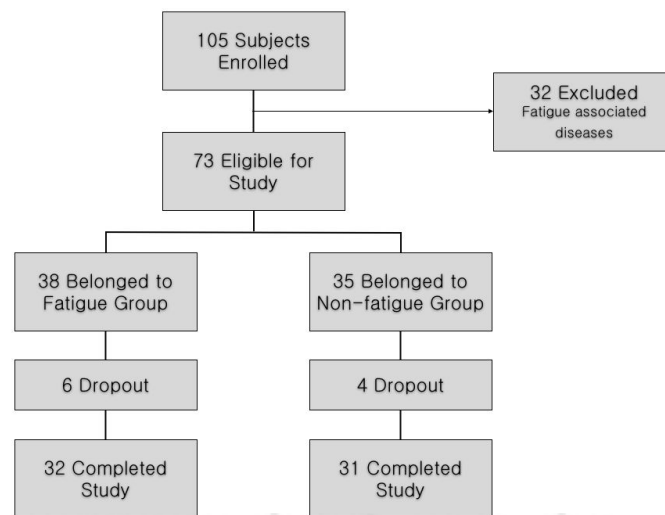 105 Subjects
Enrolled
32 Excluded
Fatigue associated
diseases
73 Eligible for
Study
38 Belonged to
Fatigue Group
35 Belonged to
Non-fatigue Group
6 Dropout
4 Dropout
32 Completed
Study
31 Completed
Study